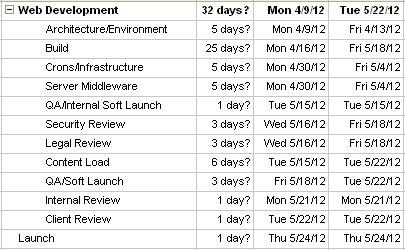 Web Development 32 days? Mon 4/9/12 Tue 5/22/12
Architecture/Environment 5 days? Mon 4/9/12 Fri 4/13/12
Build 25 days? Mon 4/16/12 Fri 5/18/12
Crons/Infrastructure 5 days? Mon 4/30/12 Fri 5/4/12
Server Middleware 5 days? Mon 4/30/12 Fri 5/4/12
QA/Internal Soft Launch 1 day? Tue 5/15/12 Tue 5/15/12
Security Review 3 days? Wed 5/16/12 Fri 5/18/12
Legal Review 3 days? Wed 5/16/12 Fri 5/18/12
Content Load 6 days? Tue 5/15/12 Tue 5/22/12
QA/Soft Launch 3 days? Fri 5/18/12 Tue 5/22/12
Internal Review 1 day? Mon 5/21/12 Mon 5/21/12
Client Review 1 day? Tue 5/22/12 Tue 5/22/12
Launch 1 day? Thu 5/24/12 Thu 5/24/12